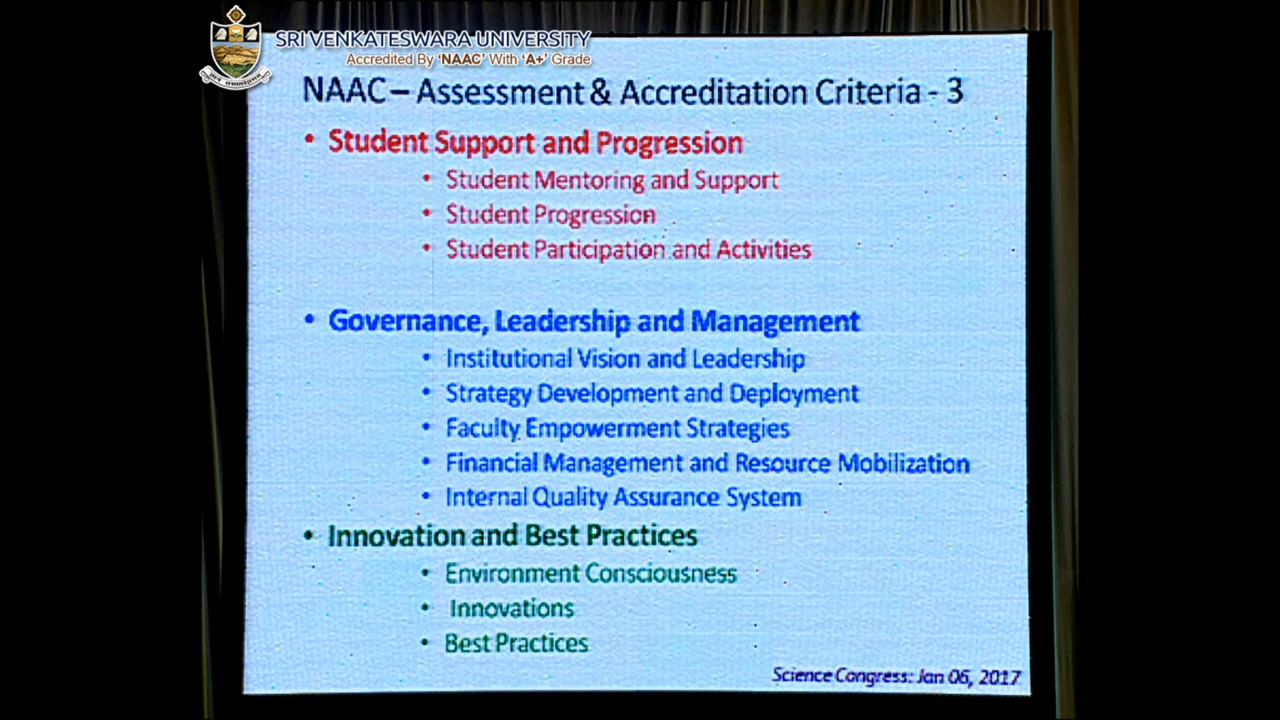 SRI VENKATESWARA UNIVERSITY
Accredited By 'NAAC' With 'A+' Grade
NAAC – Assessment & Accreditation Criteria - 3
• Student Support and Progression
• Student Mentoring and Support
• Student Progression
• Student Participation and Activities
• Governance, Leadership and Management
• Institutional Vision and Leadership
• Strategy Development and Deployment
• Faculty Empowerment Strategies
• Financial Management and Resource Mobilization
• Internal Quality Assurance System
• Innovation and Best Practices
• Environment Consciousness
• Innovations
• Best Practices
Science Congress: Jan 06, 2017